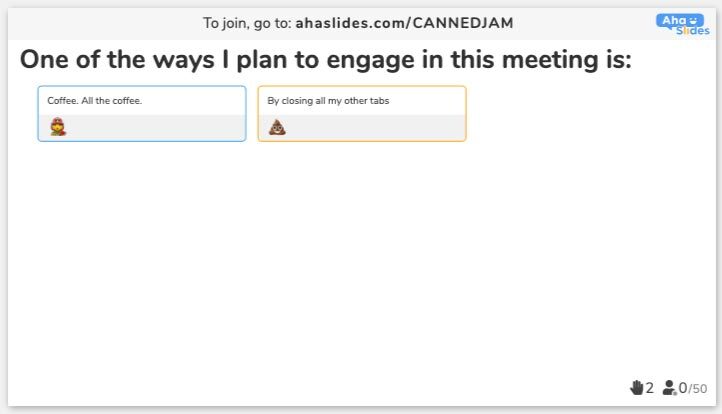 To join, go to: ahaslides.com/CANNEDJAM
Aha
Slides
One of the ways I plan to engage in this meeting is:
Coffee. All the coffee.
By closing all my other tabs
2 0/50